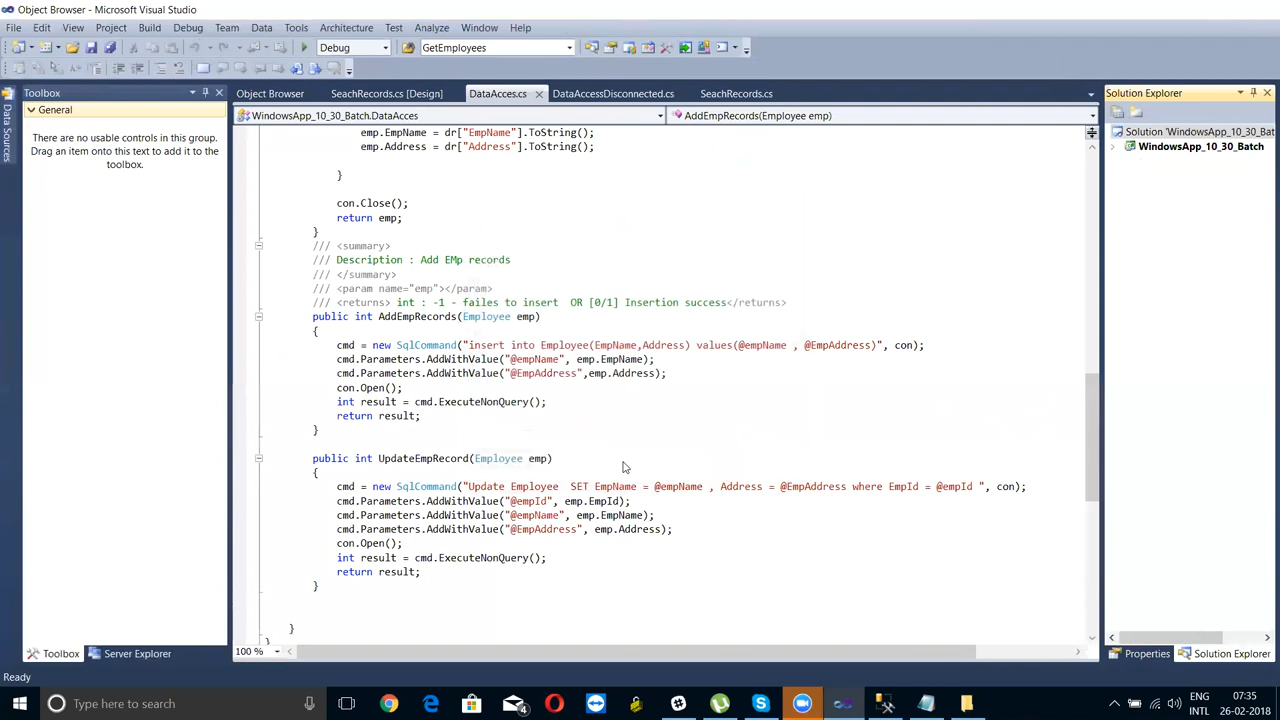 Object Browser - Microsoft Visual Studio
File Edit View Project Build Debug Team Data Tools Architecture Test Analyze Window Help
Debug GetEmployees
Toolbox
General
There are no usable controls in this group.
Drag an item onto this text to add it to the
toolbox.
Data Sources
Object Browser SeachRecords.cs [Design] DataAcces.cs DataAccessDisconnected.cs SeachRecords.cs
WindowsApp_10_30_Batch.DataAcces AddEmpRecords(Employee emp)
emp.EmpName = dr["EmpName"].ToString();
emp.Address = dr["Address"].ToString();
}
con.Close();
return emp;
}
/// <summary>
/// Description : Add EMp records
/// </summary>
/// <param name="emp"></param>
/// <returns> int : -1 - failes to insert  OR [0/1] Insertion success</returns>
public int AddEmpRecords(Employee emp)
{
cmd = new SqlCommand("insert into Employee(EmpName,Address) values(@empName , @EmpAddress)", con);
cmd.Parameters.AddWithValue("@empName", emp.EmpName);
cmd.Parameters.AddWithValue("@EmpAddress",emp.Address);
con.Open();
int result = cmd.ExecuteNonQuery();
return result;
}
public int UpdateEmpRecord(Employee emp)
{
cmd = new SqlCommand("Update Employee  SET EmpName = @empName , Address = @EmpAddress where EmpId = @empId ", con);
cmd.Parameters.AddWithValue("@empId", emp.EmpId);
cmd.Parameters.AddWithValue("@empName", emp.EmpName);
cmd.Parameters.AddWithValue("@EmpAddress", emp.Address);
con.Open();
int result = cmd.ExecuteNonQuery();
return result;
}
}
100 %
Solution Explorer
Solution 'WindowsApp_10_30_Bat
WindowsApp_10_30_Batch
Toolbox Server Explorer
Properties Solution Explorer
Ready
Type here to search
4
ENG
INTL
07:35
26-02-2018